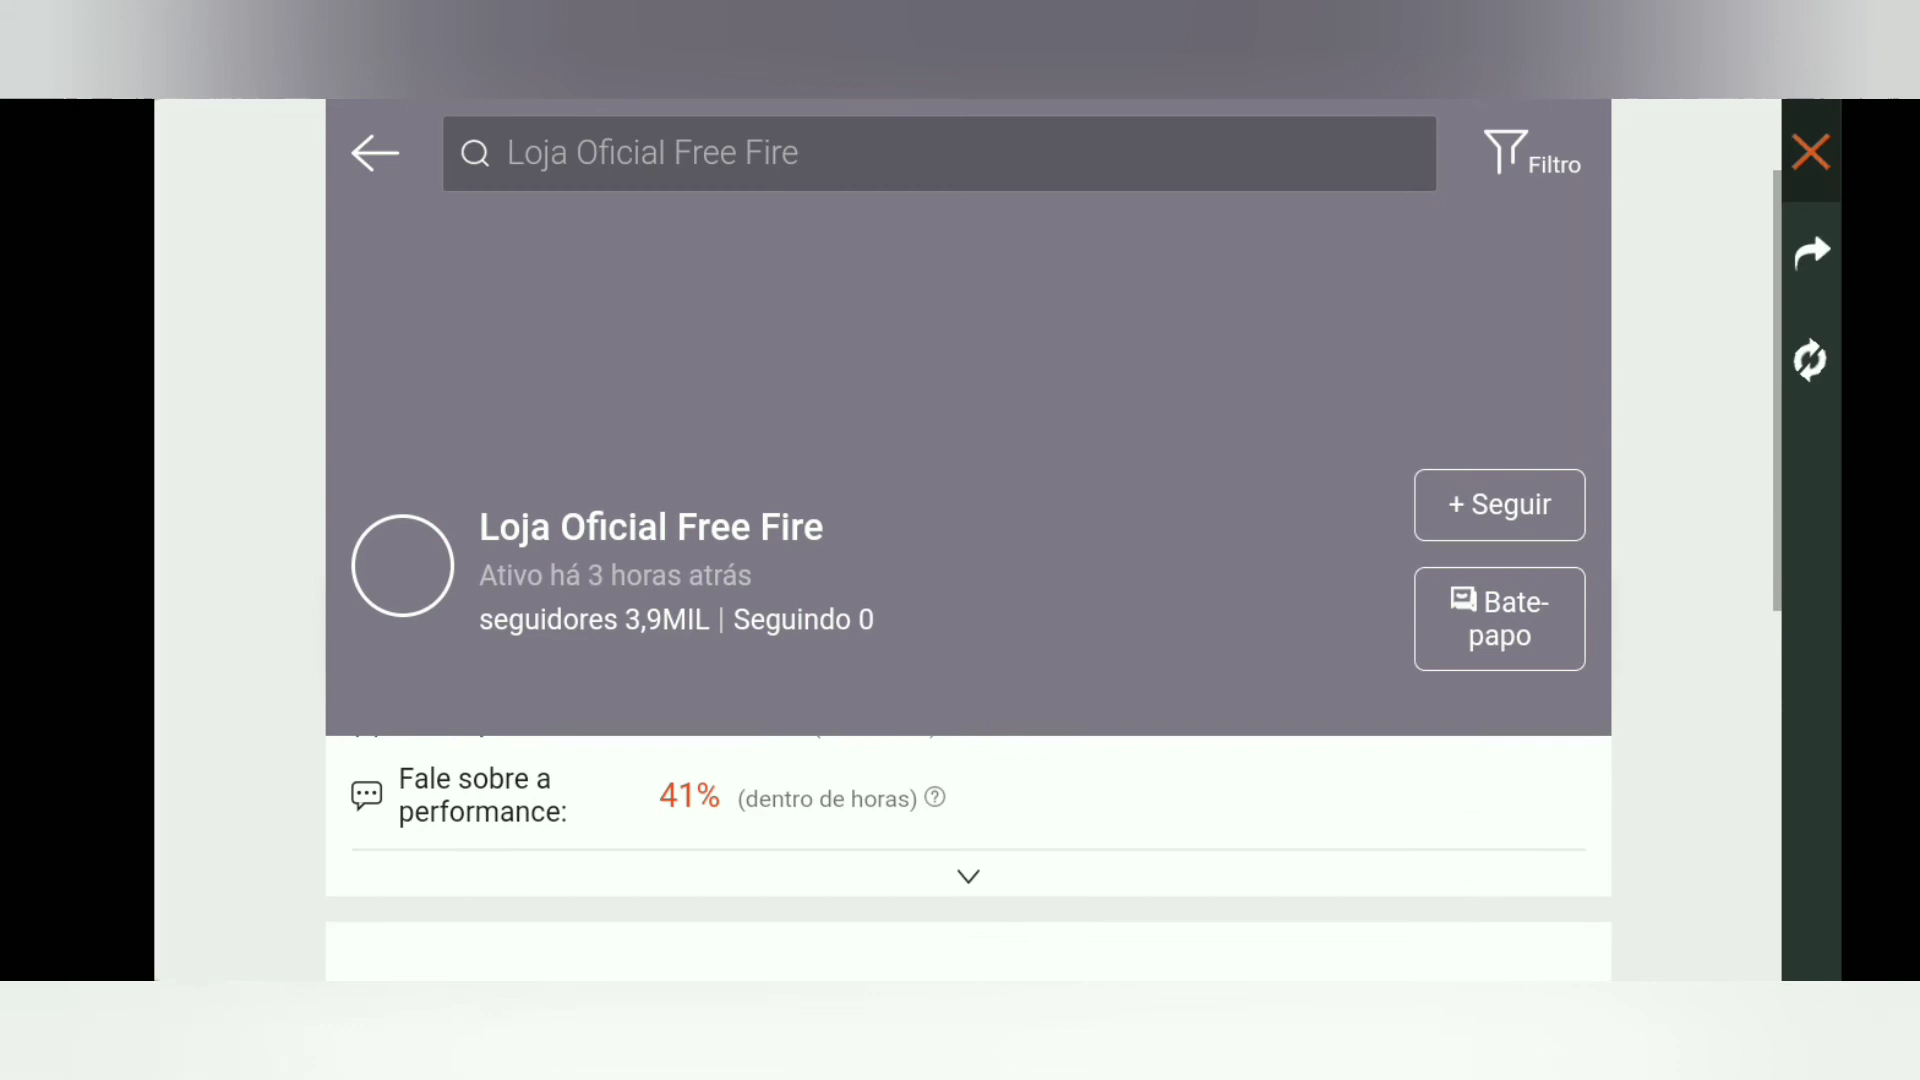 Loja Oficial Free Fire
Filtro
Loja Oficial Free Fire
Ativo há 3 horas atrás
seguidores 3,9MIL | Seguindo 0
+ Seguir
Bate-
papo
Fale sobre a
performance:
41% (dentro de horas)